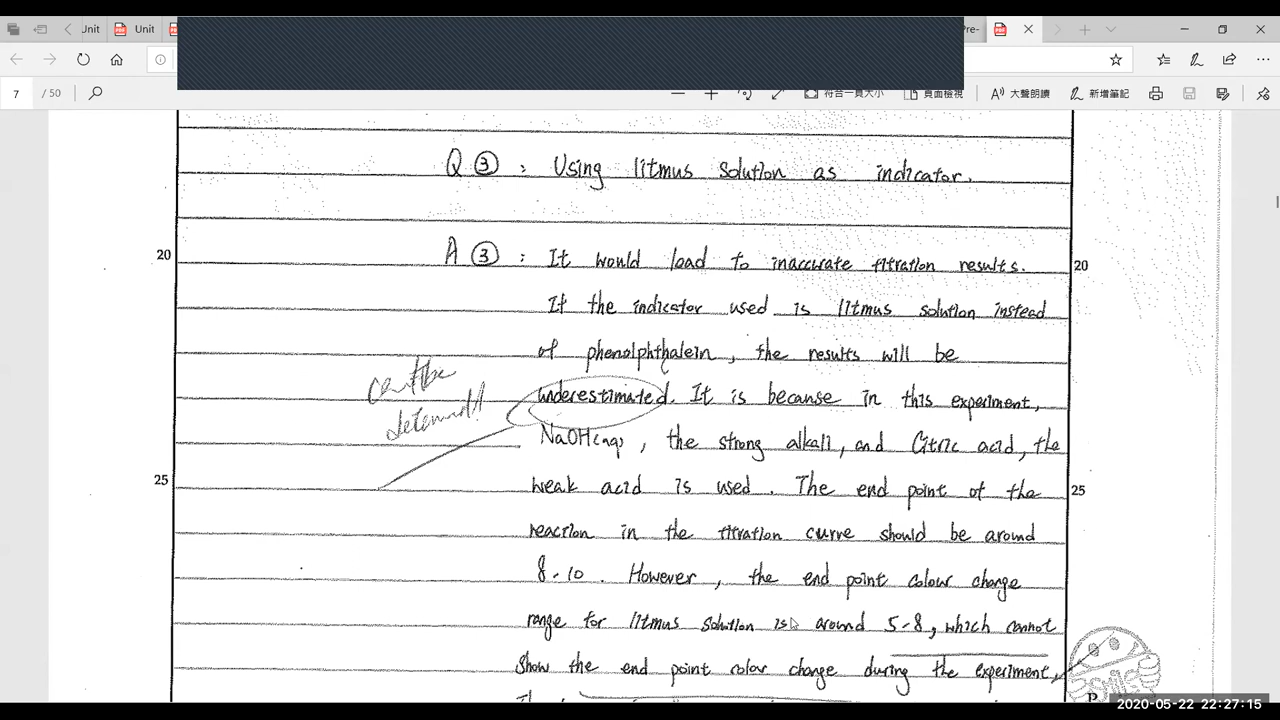 Unit
Unit
Pre-
7 / 50
符合一頁大小
頁面檢視
大聲朗讀
新增筆記
Q ③ : Using litmus solution as indicator.
20
A ③ : It would lead to inaccurate titration results.
20
If the indicator used is litmus solution instead
of phenolphthalein, the results will be
can't be
underestimated. It is because in this experiment,
NaOH(aq), the strong alkali, and Citric acid, the
25
weak acid is used. The end point of the
25
reaction in the titration curve should be around
8-10. However, the end point colour change
range for litmus solution is around 5-8, which cannot
show the end point colour change during the experiment,
P
2020-05-22 22:27:15